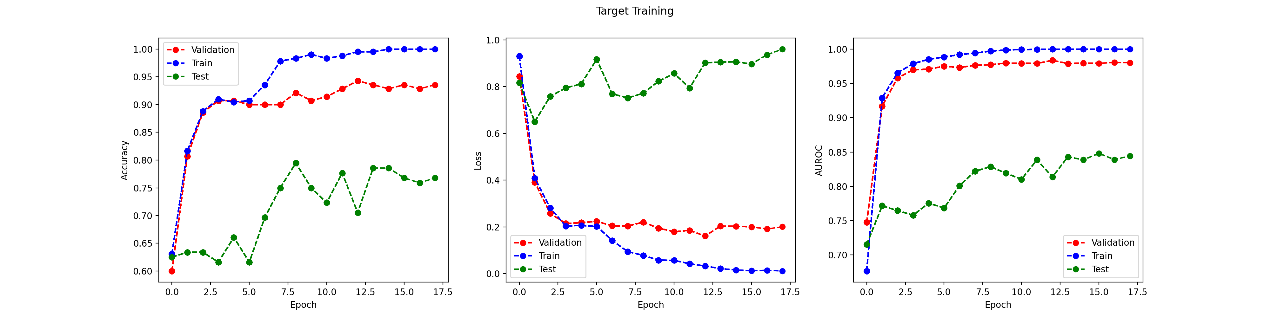 Target Training
Accuracy
1.00
0.95
0.90
0.85
0.80
0.75
0.70
0.65
0.60
Validation
Train
Test
0.0 2.5 5.0 7.5 10.0 12.5 15.0 17.5
Epoch
Loss
1.0
0.8
0.6
0.4
0.2
0.0
Validation
Train
Test
0.0 2.5 5.0 7.5 10.0 12.5 15.0 17.5
Epoch
AUROC
1.00
0.95
0.90
0.85
0.80
0.75
0.70
Validation
Train
Test
0.0 2.5 5.0 7.5 10.0 12.5 15.0 17.5
Epoch